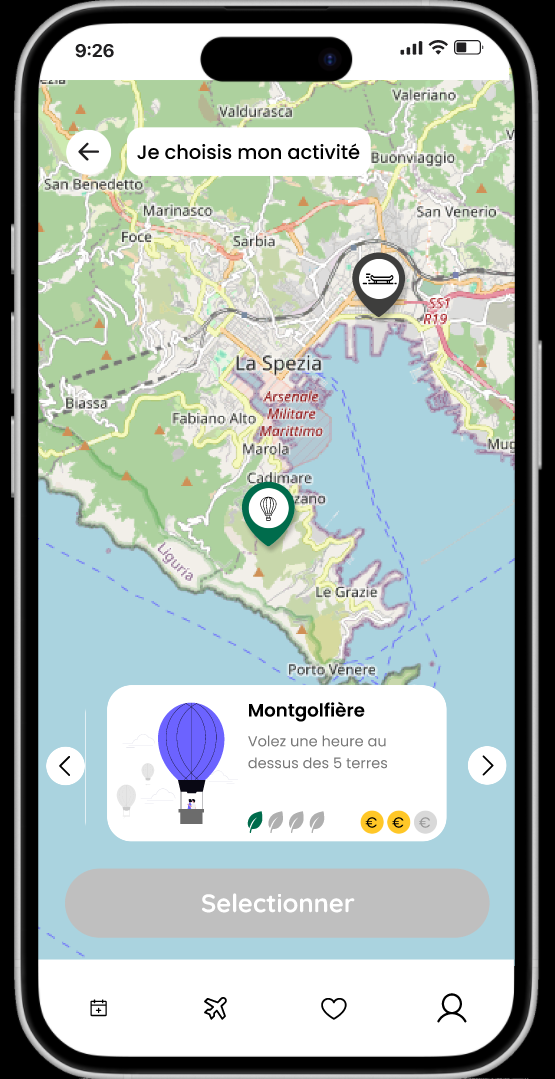 9:26
Valeriano
Valdurasca
Je choisis mon activité
Buonviaggio
San Benedetto
Marinasco
San Venerio
Foce
Sarbia
SS1
R19
La Spezia
Biassa
Arsenale
Militare
Marittimo
Fabiano Alto
Marola
Mug
Cadimare
zzano
Liguria
Le Grazie
Porto Venere
Montgolfière
Volez une heure au
dessus des 5 terres
€ € €
Selectionner